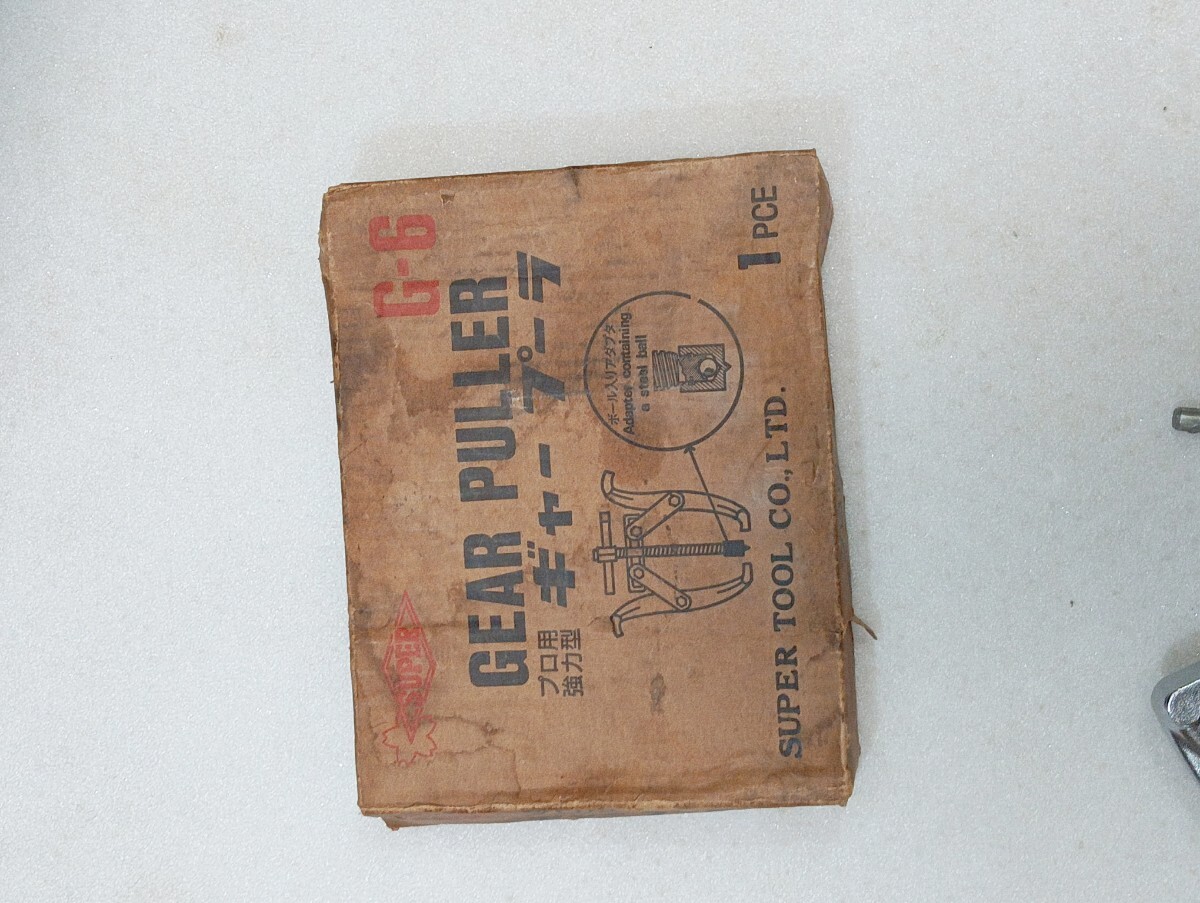 SUPER
G-6
GEAR PULLER
プロ用
強力型
ギヤー プーラ
ボール入りアダプタ
Adapter containing
a steel ball
SUPER TOOL CO., LTD.
1 PCE